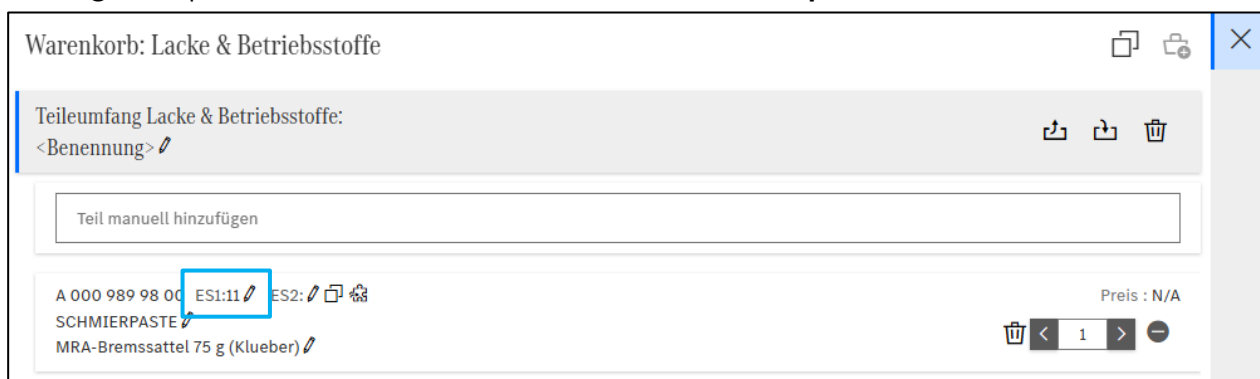 Warenkorb: Lacke & Betriebsstoffe
Teileumfang Lacke & Betriebsstoffe:
<Benennung>
Teil manuell hinzufügen
A 000 989 98 00 ES1:11 ES2:
Preis : N/A
SCHMIERPASTE
1
MRA-Bremssattel 75 g (Klueber)